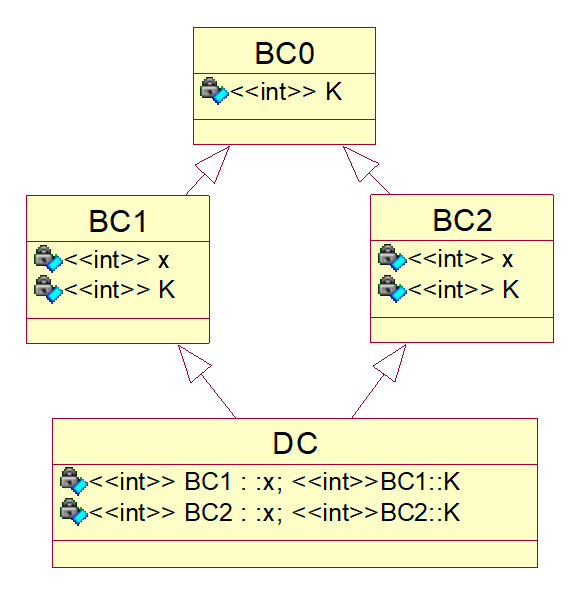 BC0
<<int>> K
BC1
<<int>> x
<<int>> K
BC2
<<int>> x
<<int>> K
DC
<<int>> BC1 : :x; <<int>>BC1::K
<<int>> BC2 : :x; <<int>>BC2::K